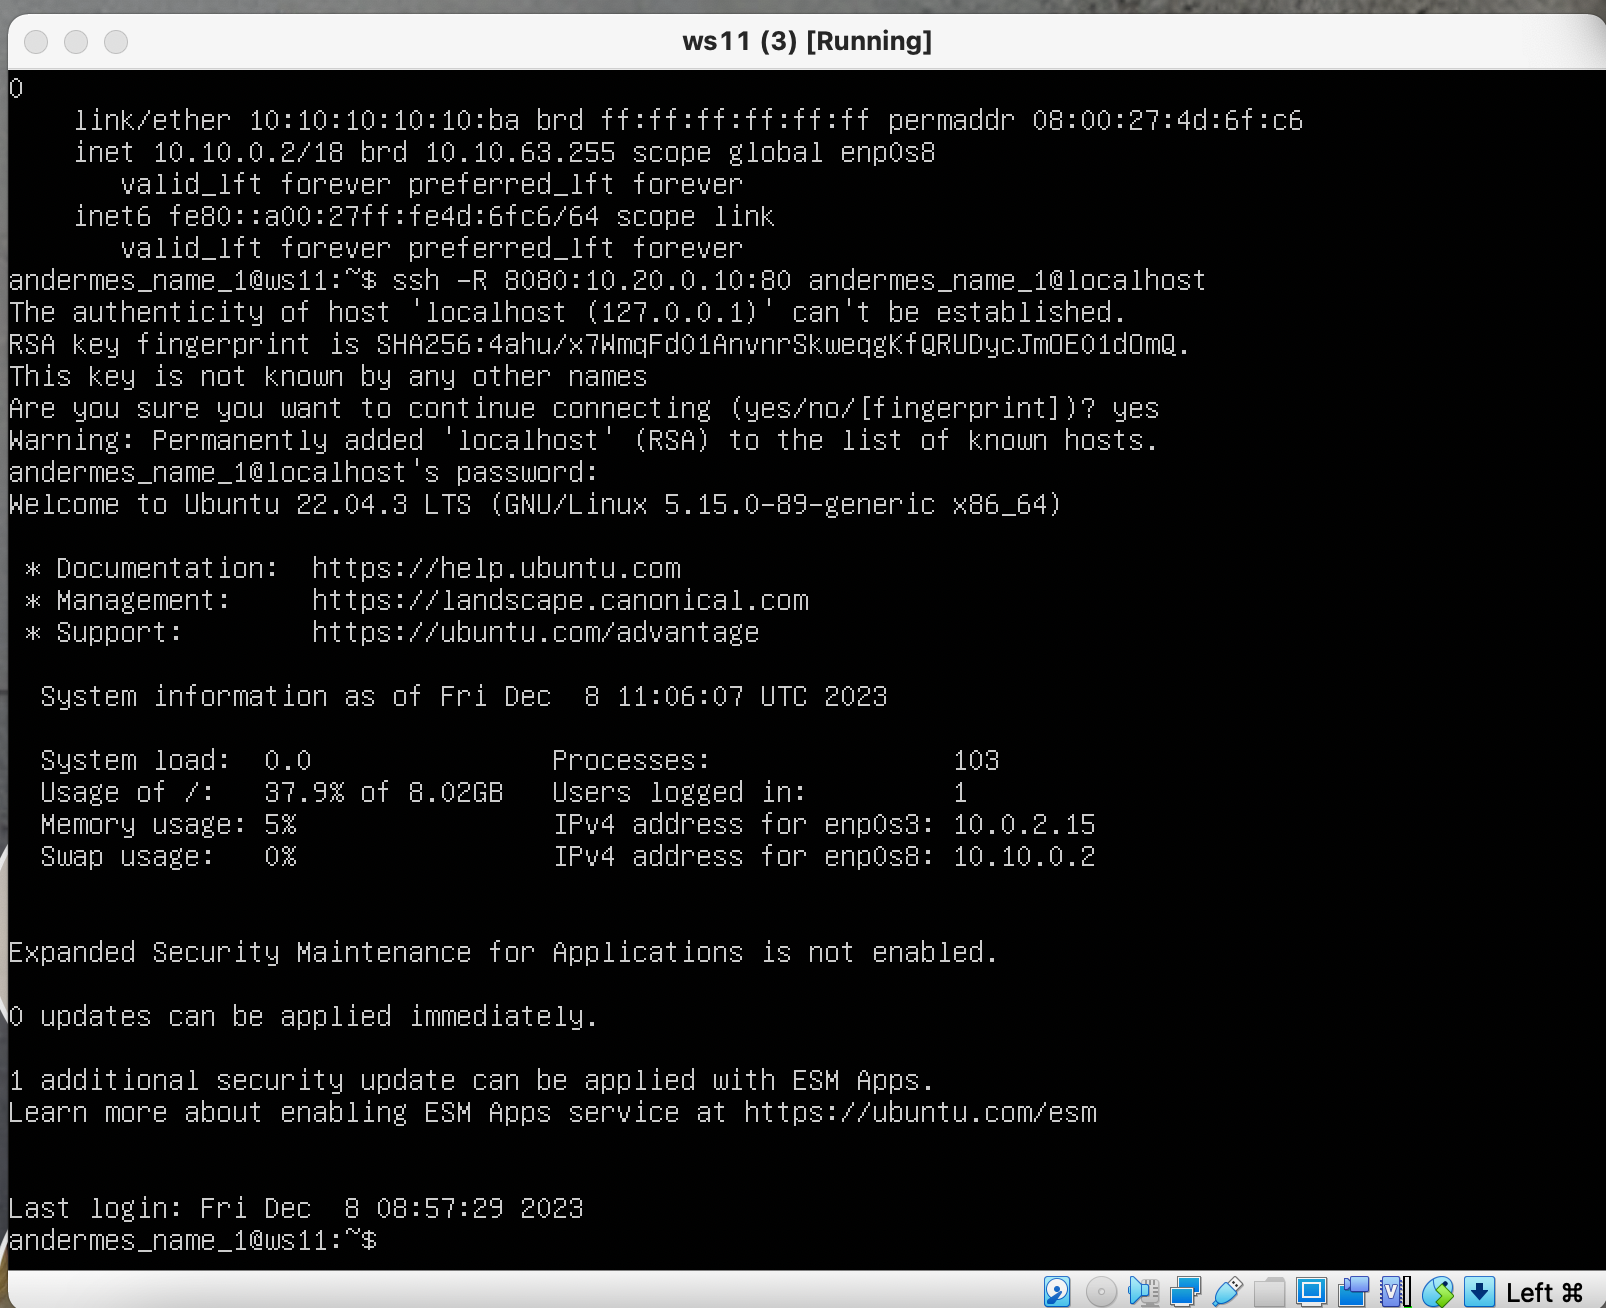 ws11 (3) [Running]
0
link/ether 10:10:10:10:10:ba brd ff:ff:ff:ff:ff:ff permaddr 08:00:27:4d:6f:c6
inet 10.10.0.2/18 brd 10.10.63.255 scope global enp0s8
valid_lft forever preferred_lft forever
inet6 fe80::a00:27ff:fe4d:6fc6/64 scope link
valid_lft forever preferred_lft forever
andermes_name_1@ws11:~$ ssh -R 8080:10.20.0.10:80 andermes_name_1@localhost
The authenticity of host 'localhost (127.0.0.1)' can't be established.
RSA key fingerprint is SHA256:4ahu/x7WmqFd01AnvnrSkweqgKfQRUDycJmOEO1dOmQ.
This key is not known by any other names
Are you sure you want to continue connecting (yes/no/[fingerprint])? yes
Warning: Permanently added 'localhost' (RSA) to the list of known hosts.
andermes_name_1@localhost's password:
Welcome to Ubuntu 22.04.3 LTS (GNU/Linux 5.15.0-89-generic x86_64)
* Documentation:  https://help.ubuntu.com
* Management:     https://landscape.canonical.com
* Support:        https://ubuntu.com/advantage
System information as of Fri Dec  8 11:06:07 UTC 2023
System load:  0.0                Processes:               103
Usage of /:   37.9% of 8.02GB   Users logged in:         1
Memory usage: 5%                IPv4 address for enp0s3: 10.0.2.15
Swap usage:   0%                IPv4 address for enp0s8: 10.10.0.2
Expanded Security Maintenance for Applications is not enabled.
0 updates can be applied immediately.
1 additional security update can be applied with ESM Apps.
Learn more about enabling ESM Apps service at https://ubuntu.com/esm
Last login: Fri Dec  8 08:57:29 2023
andermes_name_1@ws11:~$
Left ⌘